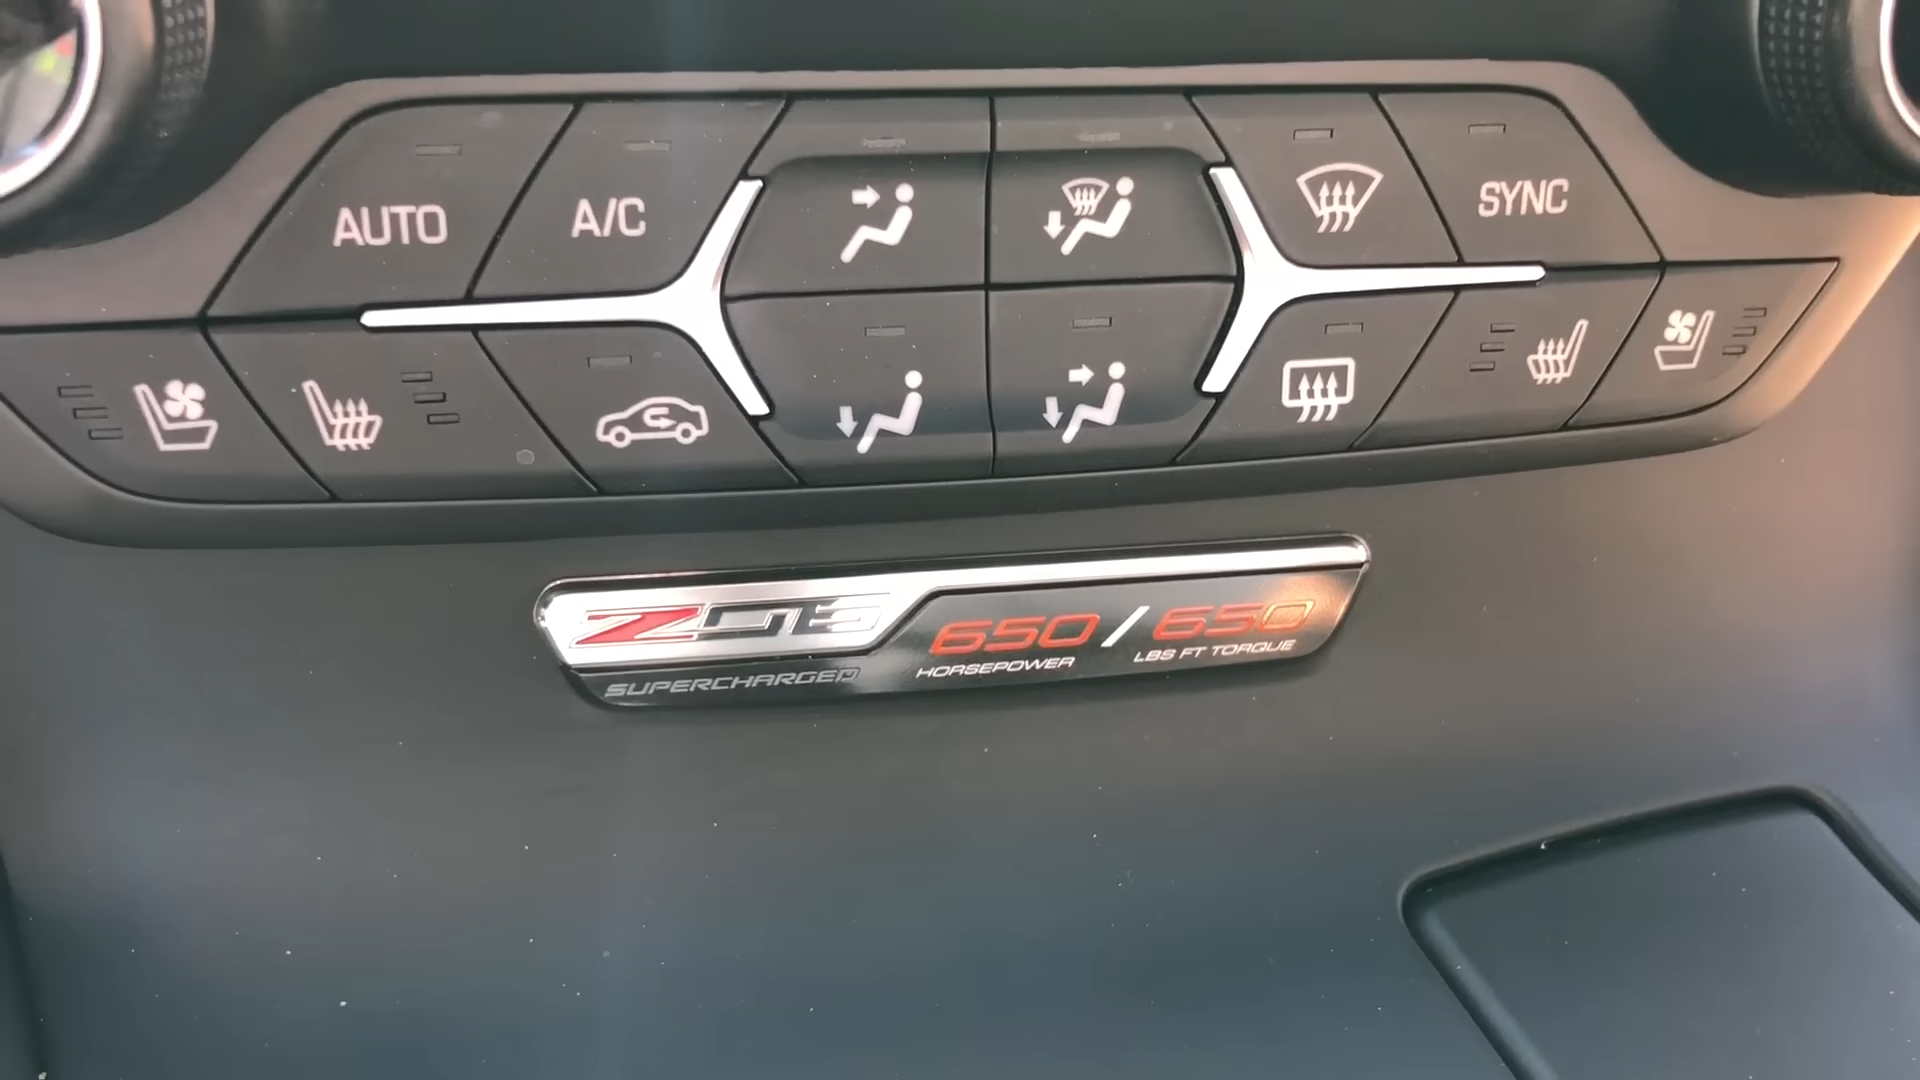 AUTO
A/C
SYNC
Z06
650 / 650
HORSEPOWER
LBS FT TORQUE
SUPERCHARGED